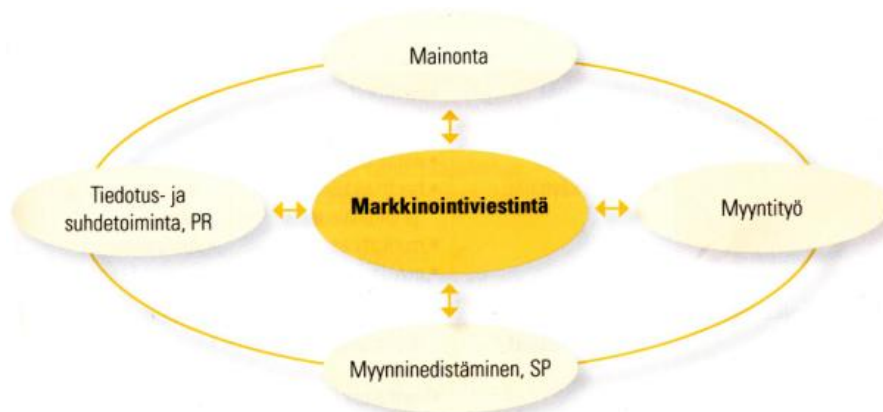 Mainonta
Tiedotus- ja
suhdetoiminta, PR
Markkinointiviestintä
Myyntityö
Myynninedistäminen, SP